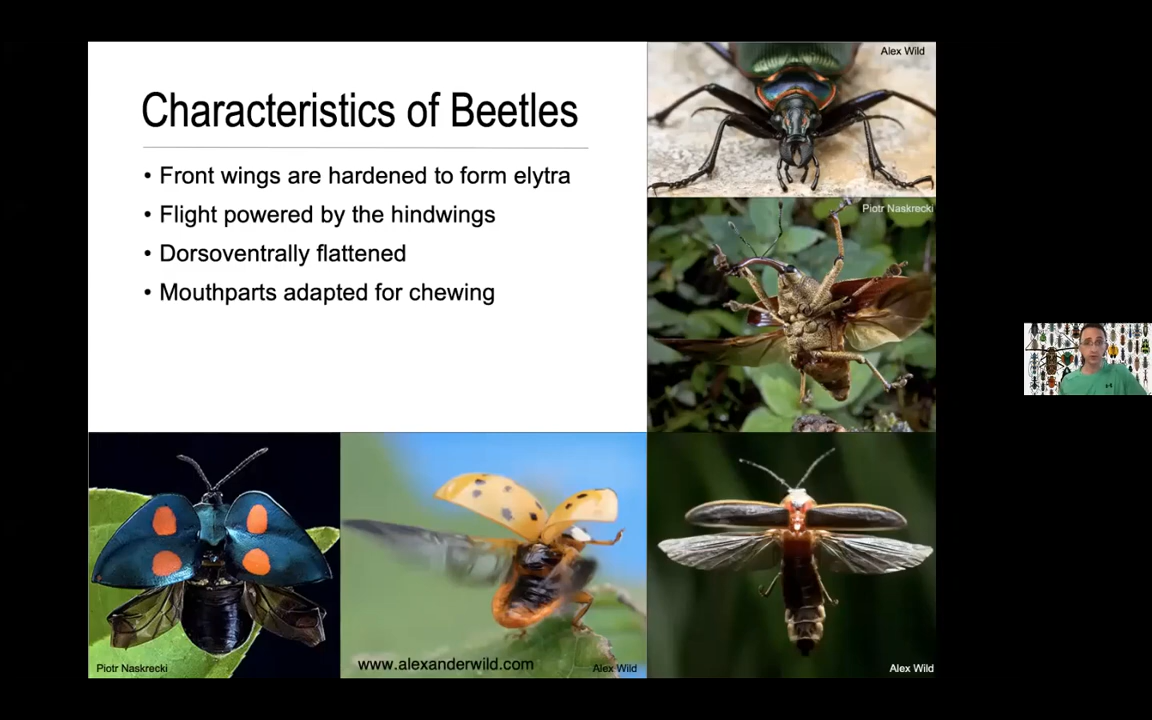 Characteristics of Beetles
• Front wings are hardened to form elytra
• Flight powered by the hindwings
• Dorsoventrally flattened
• Mouthparts adapted for chewing
Alex Wild
Piotr Naskrecki
Piotr Naskrecki
www.alexanderwild.com
Alex Wild
Alex Wild